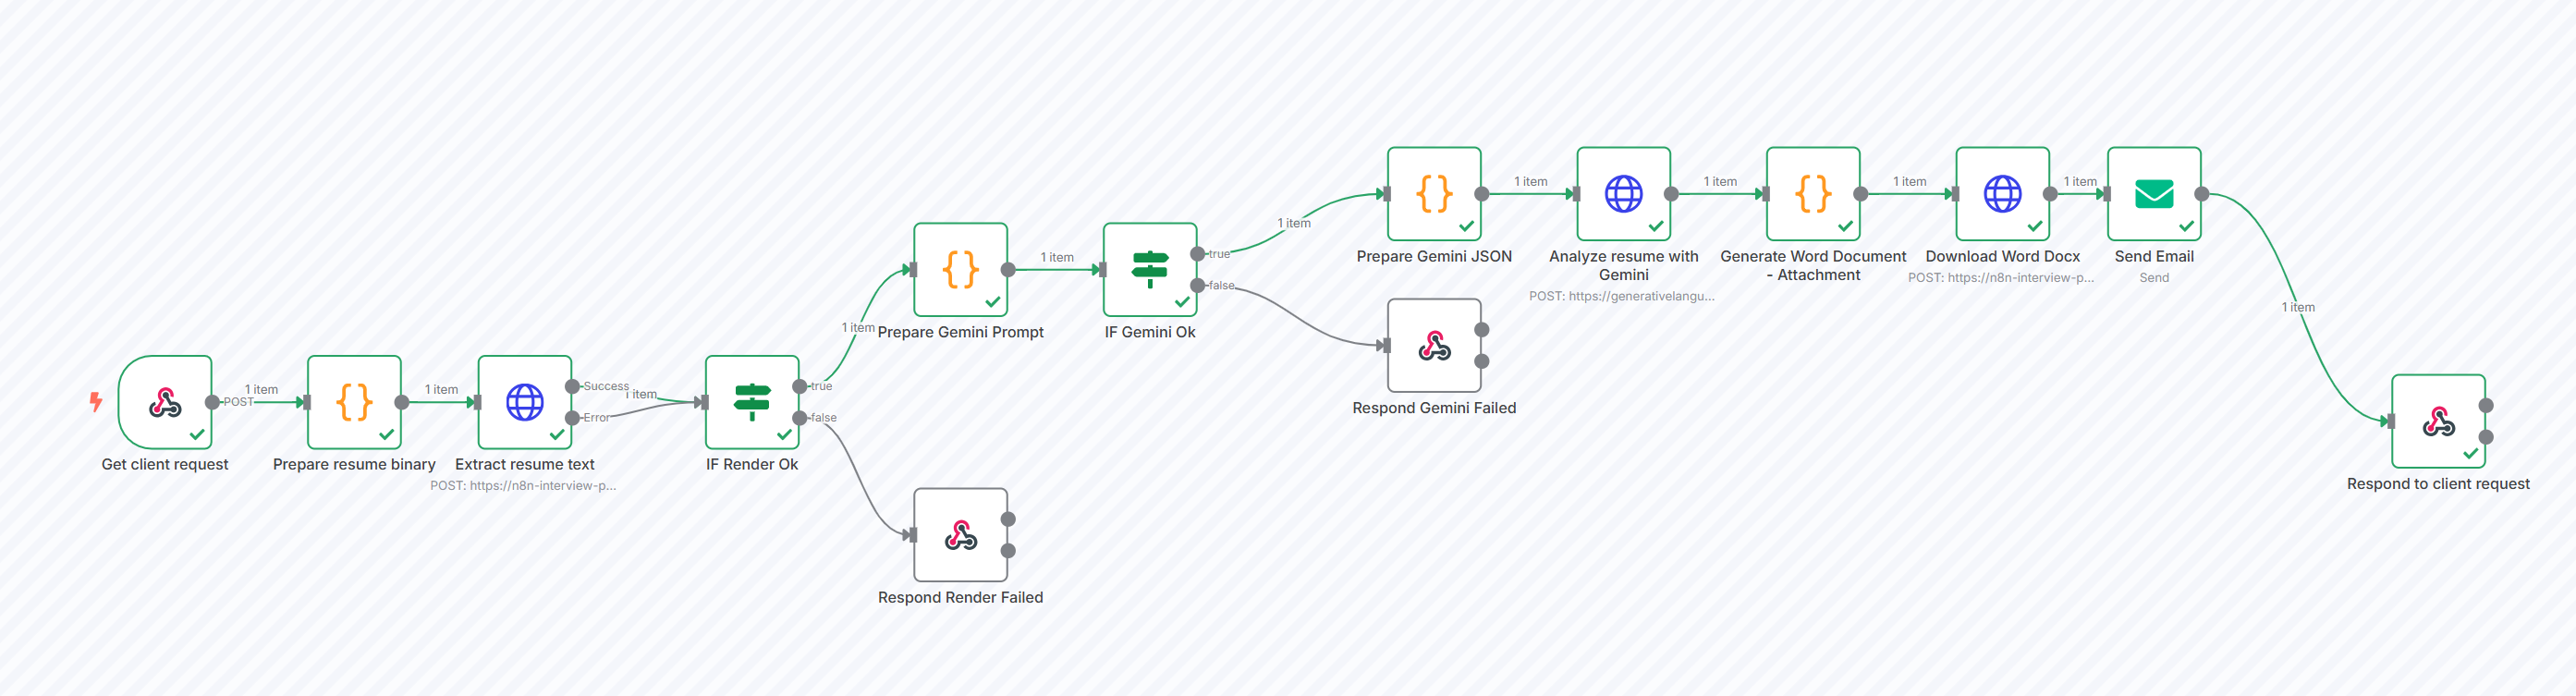 Get client request
POST
1 item
Prepare resume binary
1 item
Extract resume text
POST: https://n8n-interview-p...
Success
Error
1 item
IF Render Ok
true
false
1 item
Prepare Gemini Prompt
1 item
IF Gemini Ok
true
false
Respond Render Failed
1 item
Prepare Gemini JSON
1 item
Analyze resume with
Gemini
POST: https://generativelangu...
1 item
Generate Word Document
- Attachment
1 item
Download Word Docx
POST: https://n8n-interview-p...
1 item
Send Email
Send
Respond Gemini Failed
1 item
Respond to client request